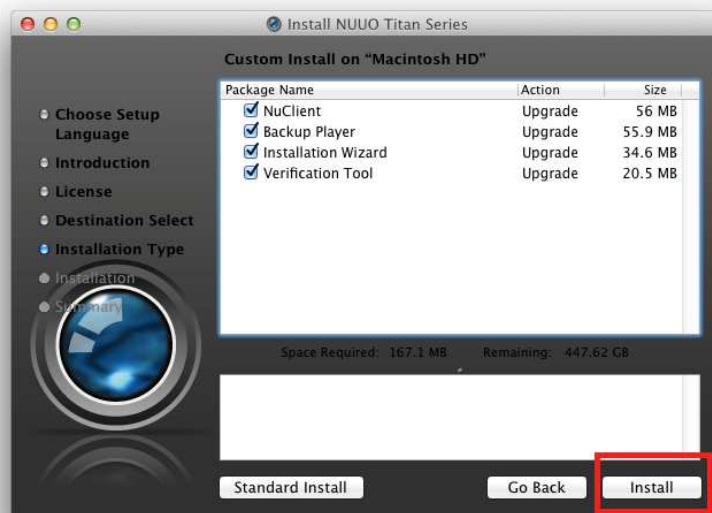 Install NUUO Titan Series
Custom Install on "Macintosh HD"
Choose Setup
Language
Introduction
License
Destination Select
Installation Type
Installation
Summary
Package Name Action Size
NuClient Upgrade 56 MB
Backup Player Upgrade 55.9 MB
Installation Wizard Upgrade 34.6 MB
Verification Tool Upgrade 20.5 MB
Space Required: 167.1 MB Remaining: 447.62 GB
Standard Install Go Back Install